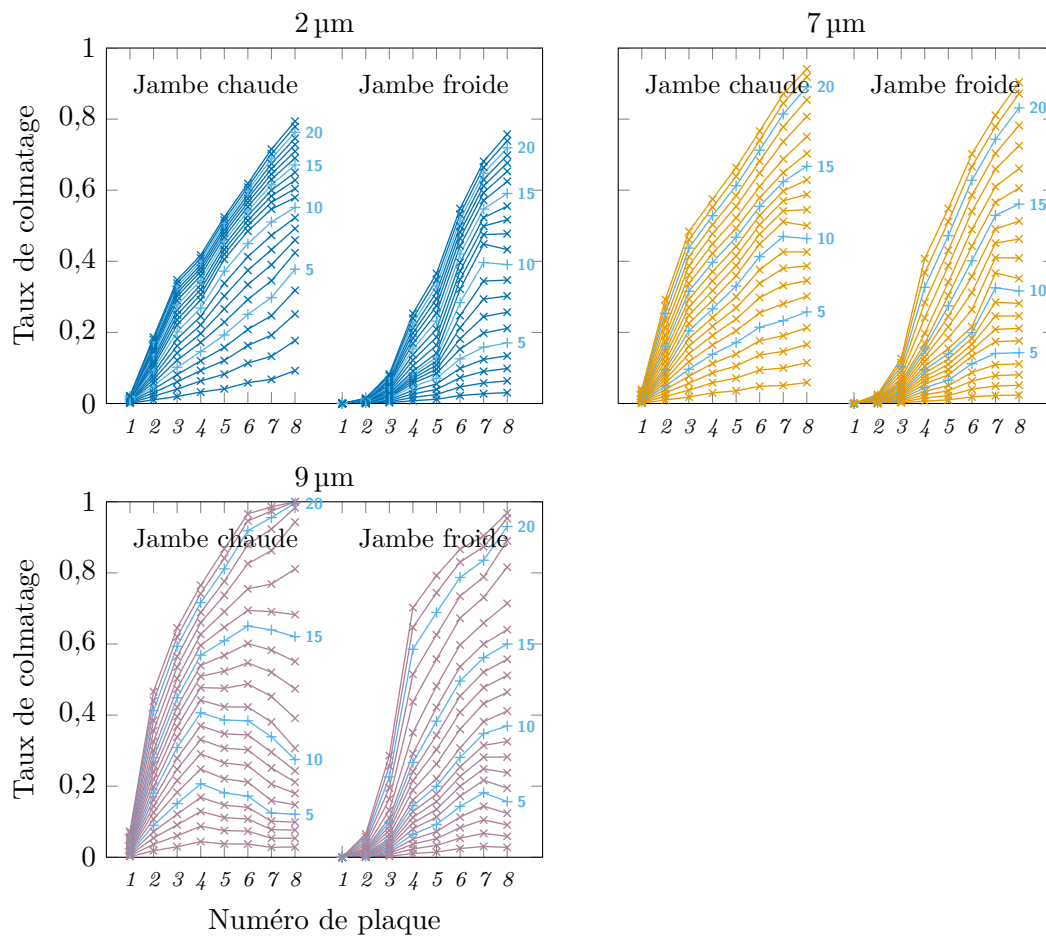 2 µm
7 µm
Taux de colmatage
1
0,8
0,6
0,4
0,2
0
Jambe chaude
Jambe froide
20
15
10
5
20
15
10
5
1 2 3 4 5 6 7 8
1 2 3 4 5 6 7 8
Jambe chaude
Jambe froide
20
15
10
5
20
15
10
5
1 2 3 4 5 6 7 8
1 2 3 4 5 6 7 8
9 µm
Taux de colmatage
1
0,8
0,6
0,4
0,2
0
Jambe chaude
Jambe froide
20
15
10
5
20
15
10
5
1 2 3 4 5 6 7 8
1 2 3 4 5 6 7 8
Numéro de plaque